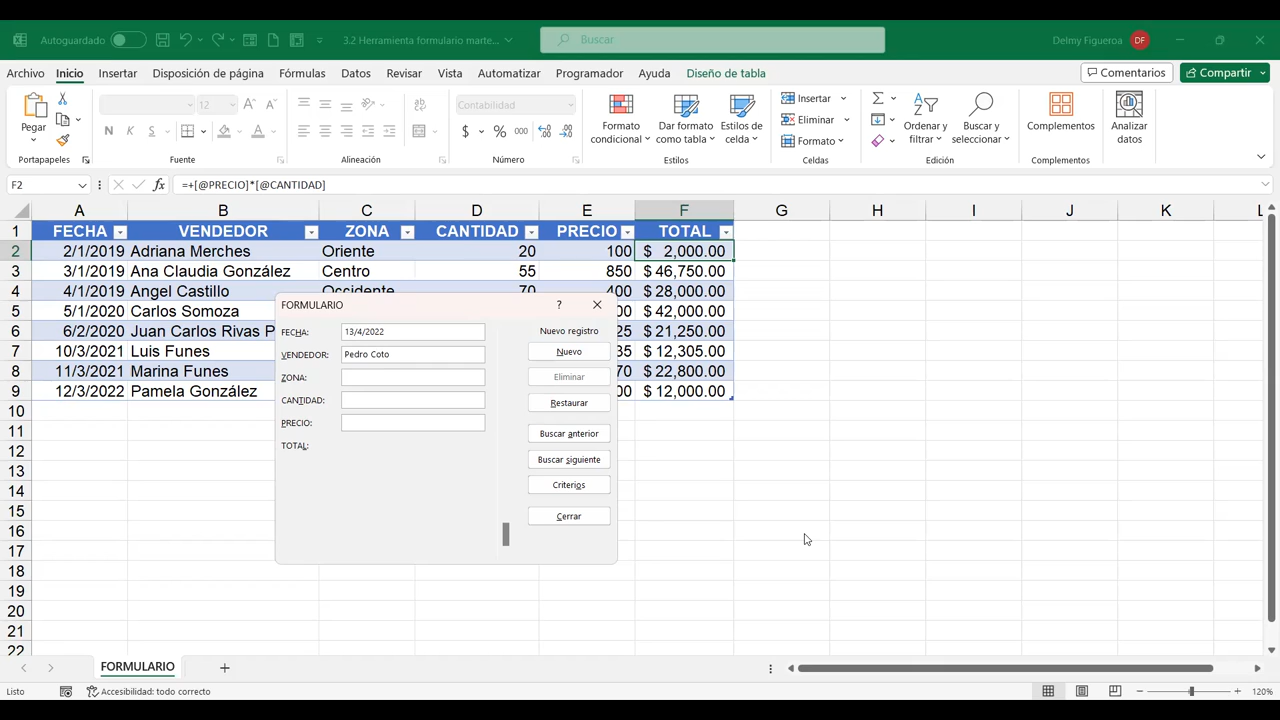 Autoguardado
3.2 Herramienta formulario marte...
Buscar
Delmy Figueroa DF
Archivo Inicio Insertar Disposición de página Fórmulas Datos Revisar Vista Automatizar Programador Ayuda Diseño de tabla Comentarios Compartir
Pegar
Portapapeles
12
N K S
Fuente
Alineación
Contabilidad
$ % 000
Número
Formato condicional
Dar formato como tabla
Estilos de celda
Estilos
Insertar
Eliminar
Formato
Celdas
Ordenar y filtrar
Buscar y seleccionar
Edición
Complementos
Complementos
Analizar datos
F2 fx =+[@PRECIO]*[@CANTIDAD]
A B C D E F G H I J K L
1 FECHA VENDEDOR ZONA CANTIDAD PRECIO TOTAL
2 2/1/2019 Adriana Merches Oriente 20 100 $ 2,000.00
3 3/1/2019 Ana Claudia González Centro 55 850 $ 46,750.00
4 4/1/2019 Angel Castillo Occidente 70 400 $ 28,000.00
5 5/1/2020 Carlos Somoza 00 $ 42,000.00
6 6/2/2020 Juan Carlos Rivas P 25 $ 21,250.00
7 10/3/2021 Luis Funes 35 $ 12,305.00
8 11/3/2021 Marina Funes 70 $ 22,800.00
9 12/3/2022 Pamela González 00 $ 12,000.00
10
11
12
13
14
15
16
17
18
19
20
21
22
FORMULARIO ?
FECHA: 13/4/2022
VENDEDOR: Pedro Coto
ZONA:
CANTIDAD:
PRECIO:
TOTAL:
Nuevo registro
Nuevo
Eliminar
Restaurar
Buscar anterior
Buscar siguiente
Criterios
Cerrar
FORMULARIO
Listo
Accesibilidad: todo correcto
120%